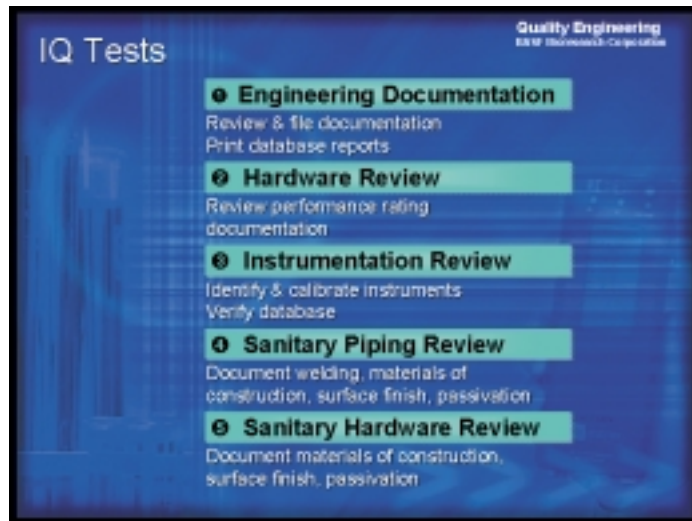 Quality Engineering
Corporation
IQ Tests
❶ Engineering Documentation
Review & file documentation
Print database reports
❷ Hardware Review
Review performance rating
documentation
❸ Instrumentation Review
Identify & calibrate instruments
Verify database
❹ Sanitary Piping Review
Document welding, materials of
construction, surface finish, passivation
❺ Sanitary Hardware Review
Document materials of construction,
surface finish, passivation